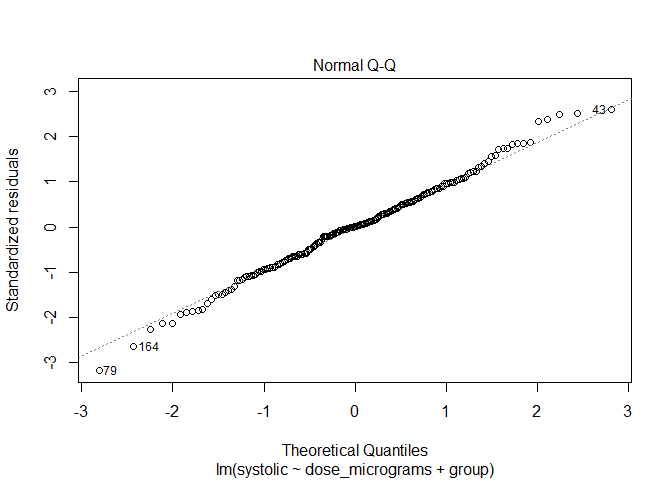 Normal Q-Q
Standardized residuals
3
2
1
0
-1
-2
-3
43
164
79
-3 -2 -1 0 1 2 3
Theoretical Quantiles
lm(systolic ~ dose_micrograms + group)